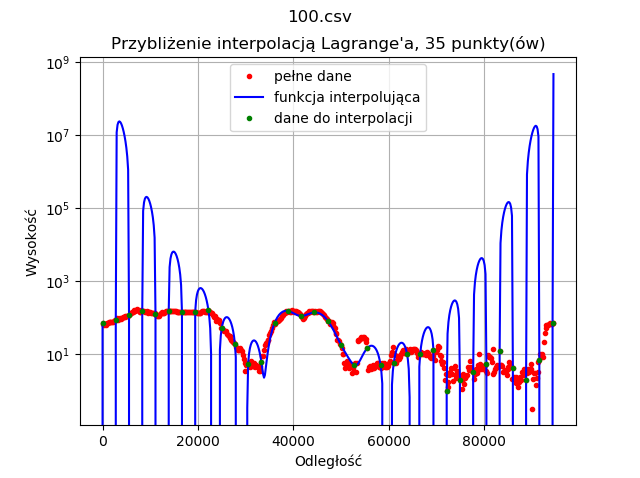 100.csv
Przybliżenie interpolacją Lagrange'a, 35 punkty(ów)
pełne dane
funkcja interpolująca
dane do interpolacji
Wysokość
10⁹
10⁷
10⁵
10³
10¹
0 20000 40000 60000 80000
Odległość